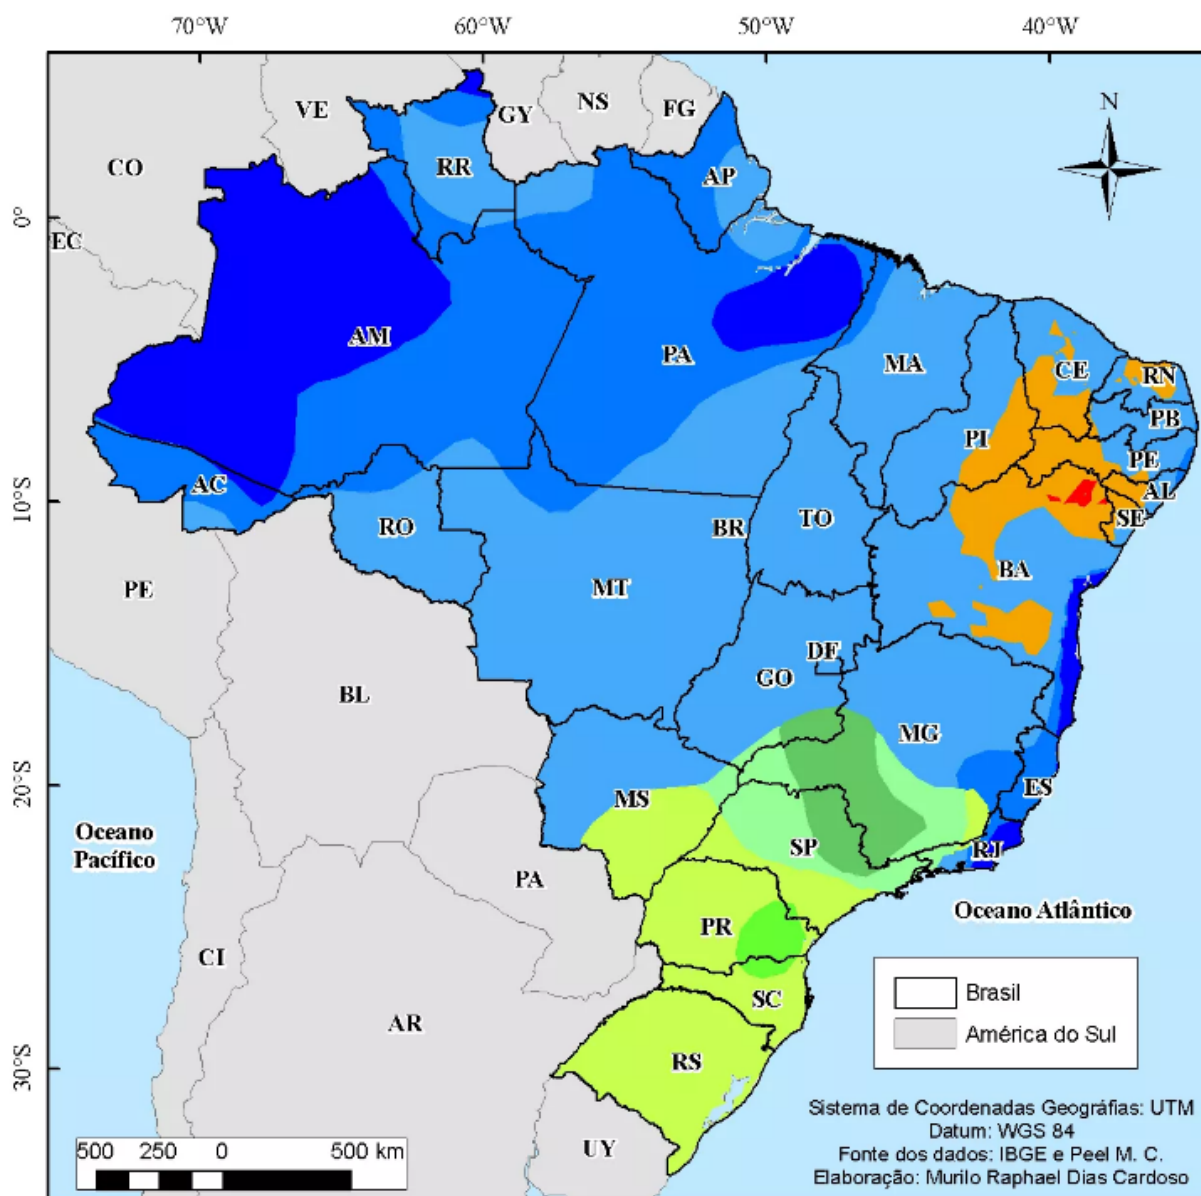 70°W 60°W 50°W 40°W
N
VE
GY
NS
FG
CO
RR
AP
0°
EC
AM
PA
MA
CE
RN
PI
PB
PE
AC
AL
10°S
SE
RO
BR
TO
BA
PE
MT
DF
GO
BL
MG
20°S
MS
ES
Oceano
Pacífico
SP
RJ
PA
Oceano Atlântico
PR
CI
Brasil
SC
AR
América do Sul
30°S
RS
Sistema de Coordenadas Geográfias: UTM
Datum: WGS 84
Fonte dos dados: IBGE e Peel M. C.
Elaboração: Murilo Raphael Dias Cardoso
500 250 0 500 km
UY